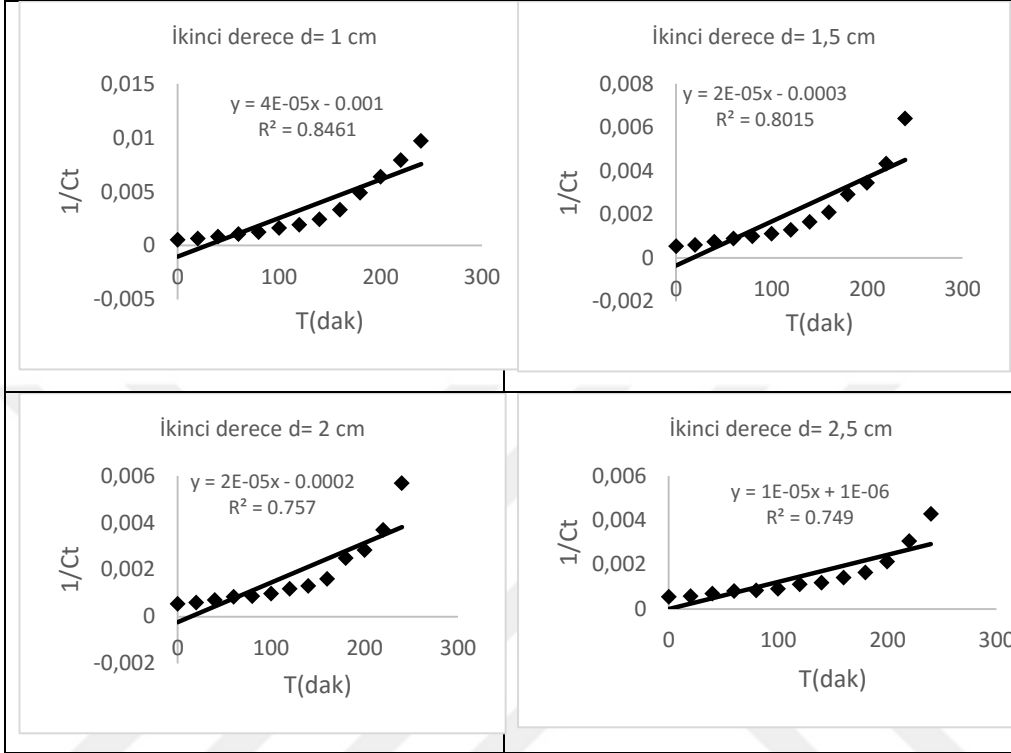 İkinci derece d= 1 cm
0,015
0,01
0,005
0
-0,005
1/Ct
y = 4E-05x - 0.001
R² = 0.8461
0 100 200 300
T(dak)
İkinci derece d= 1,5 cm
0,008
0,006
0,004
0,002
0
-0,002
1/Ct
y = 2E-05x - 0.0003
R² = 0.8015
0 100 200 300
T(dak)
İkinci derece d= 2 cm
0,006
0,004
0,002
0
-0,002
1/Ct
y = 2E-05x - 0.0002
R² = 0.757
0 100 200 300
T(dak)
İkinci derece d= 2,5 cm
0,006
0,004
0,002
0
1/Ct
y = 1E-05x + 1E-06
R² = 0.749
0 100 200 300
T(dak)